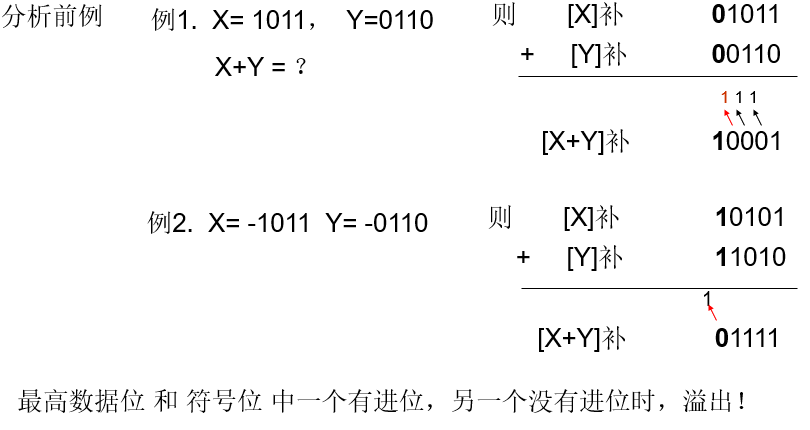 分析前例 例1. X= 1011， Y=0110 则 [X]补 01011
X+Y = ？ + [Y]补 00110
1 1 1
[X+Y]补 10001
例2. X= -1011 Y= -0110 则 [X]补 10101
+ [Y]补 11010
1
[X+Y]补 01111
最高数据位 和 符号位 中一个有进位，另一个没有进位时，溢出！